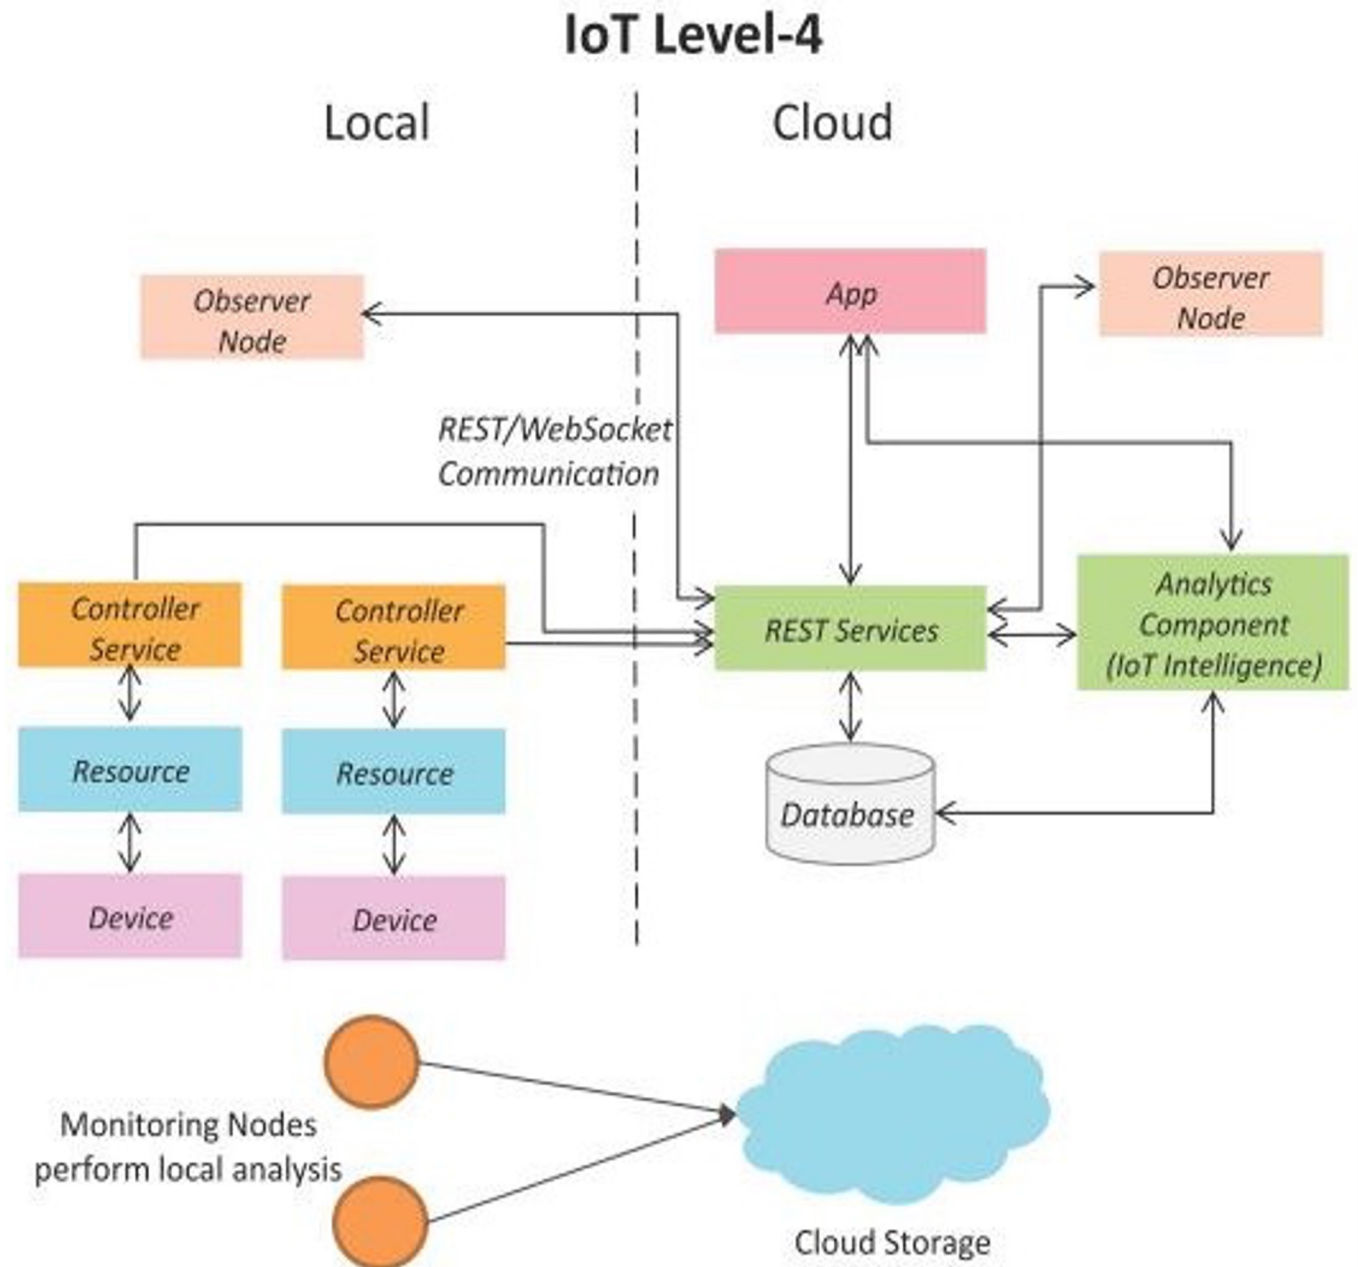 IoT Level-4
Local
Cloud
Observer
Node
App
Observer
Node
REST/WebSocket
Communication
Controller
Service
Controller
Service
REST Services
Analytics
Component
(IoT Intelligence)
Resource
Resource
Database
Device
Device
Monitoring Nodes
perform local analysis
Cloud Storage